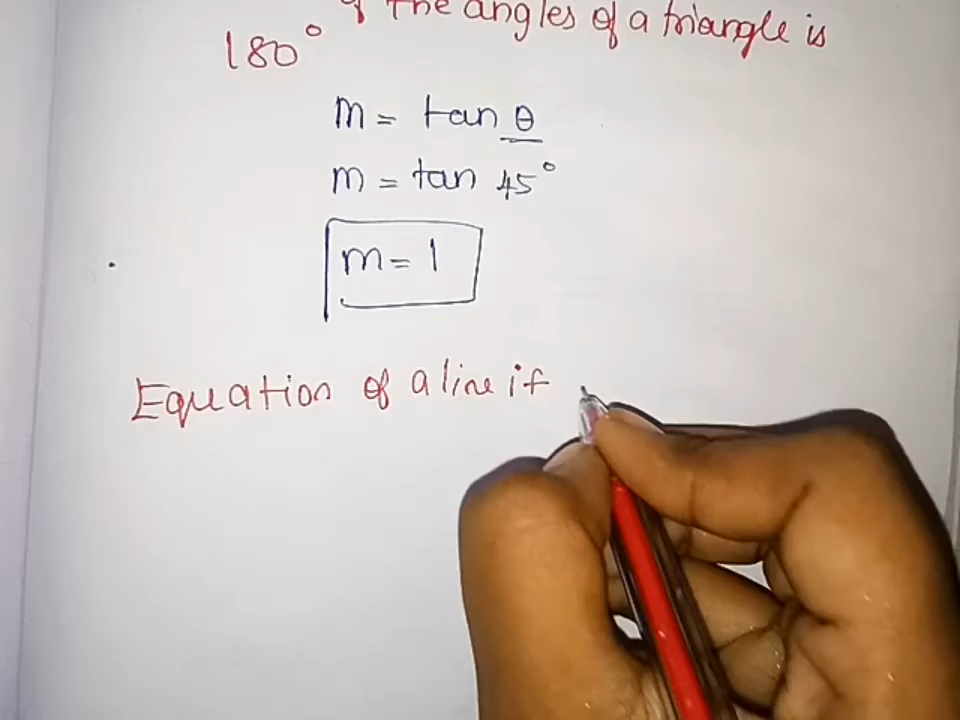 the angles of a triangle is
180°
m = tan θ
m = tan 45°
m = 1
Equation of a line if